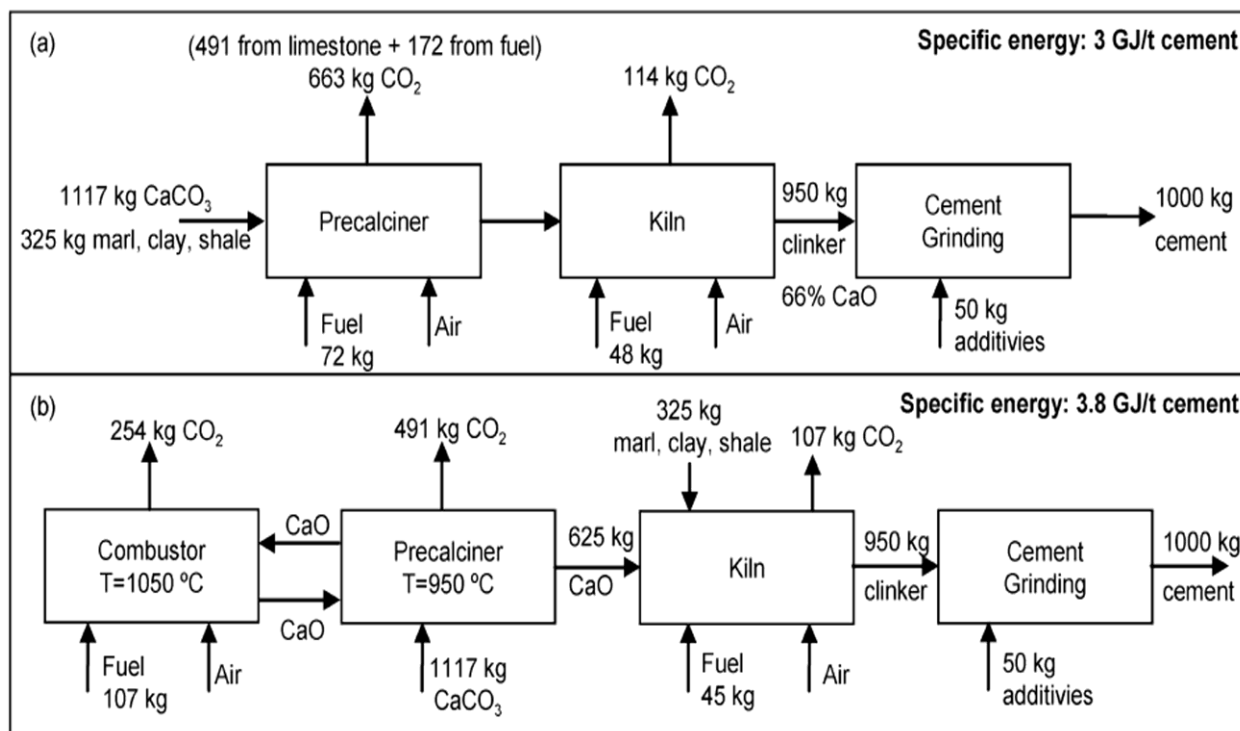 (a)
(491 from limestone + 172 from fuel)
663 kg CO₂
114 kg CO₂
Specific energy: 3 GJ/t cement
1117 kg CaCO₃
325 kg marl, clay, shale
Precalciner
Kiln
950 kg
clinker
66% CaO
Cement
Grinding
1000 kg
cement
Fuel
72 kg
Air
Fuel
48 kg
Air
50 kg
additivies
(b)
Specific energy: 3.8 GJ/t cement
254 kg CO₂
491 kg CO₂
325 kg
marl, clay, shale
107 kg CO₂
Combustor
T=1050 ºC
CaO
CaO
Precalciner
T=950 ºC
625 kg
CaO
Kiln
950 kg
clinker
Cement
Grinding
1000 kg
cement
Fuel
107 kg
Air
1117 kg
CaCO₃
Fuel
45 kg
Air
50 kg
additivies